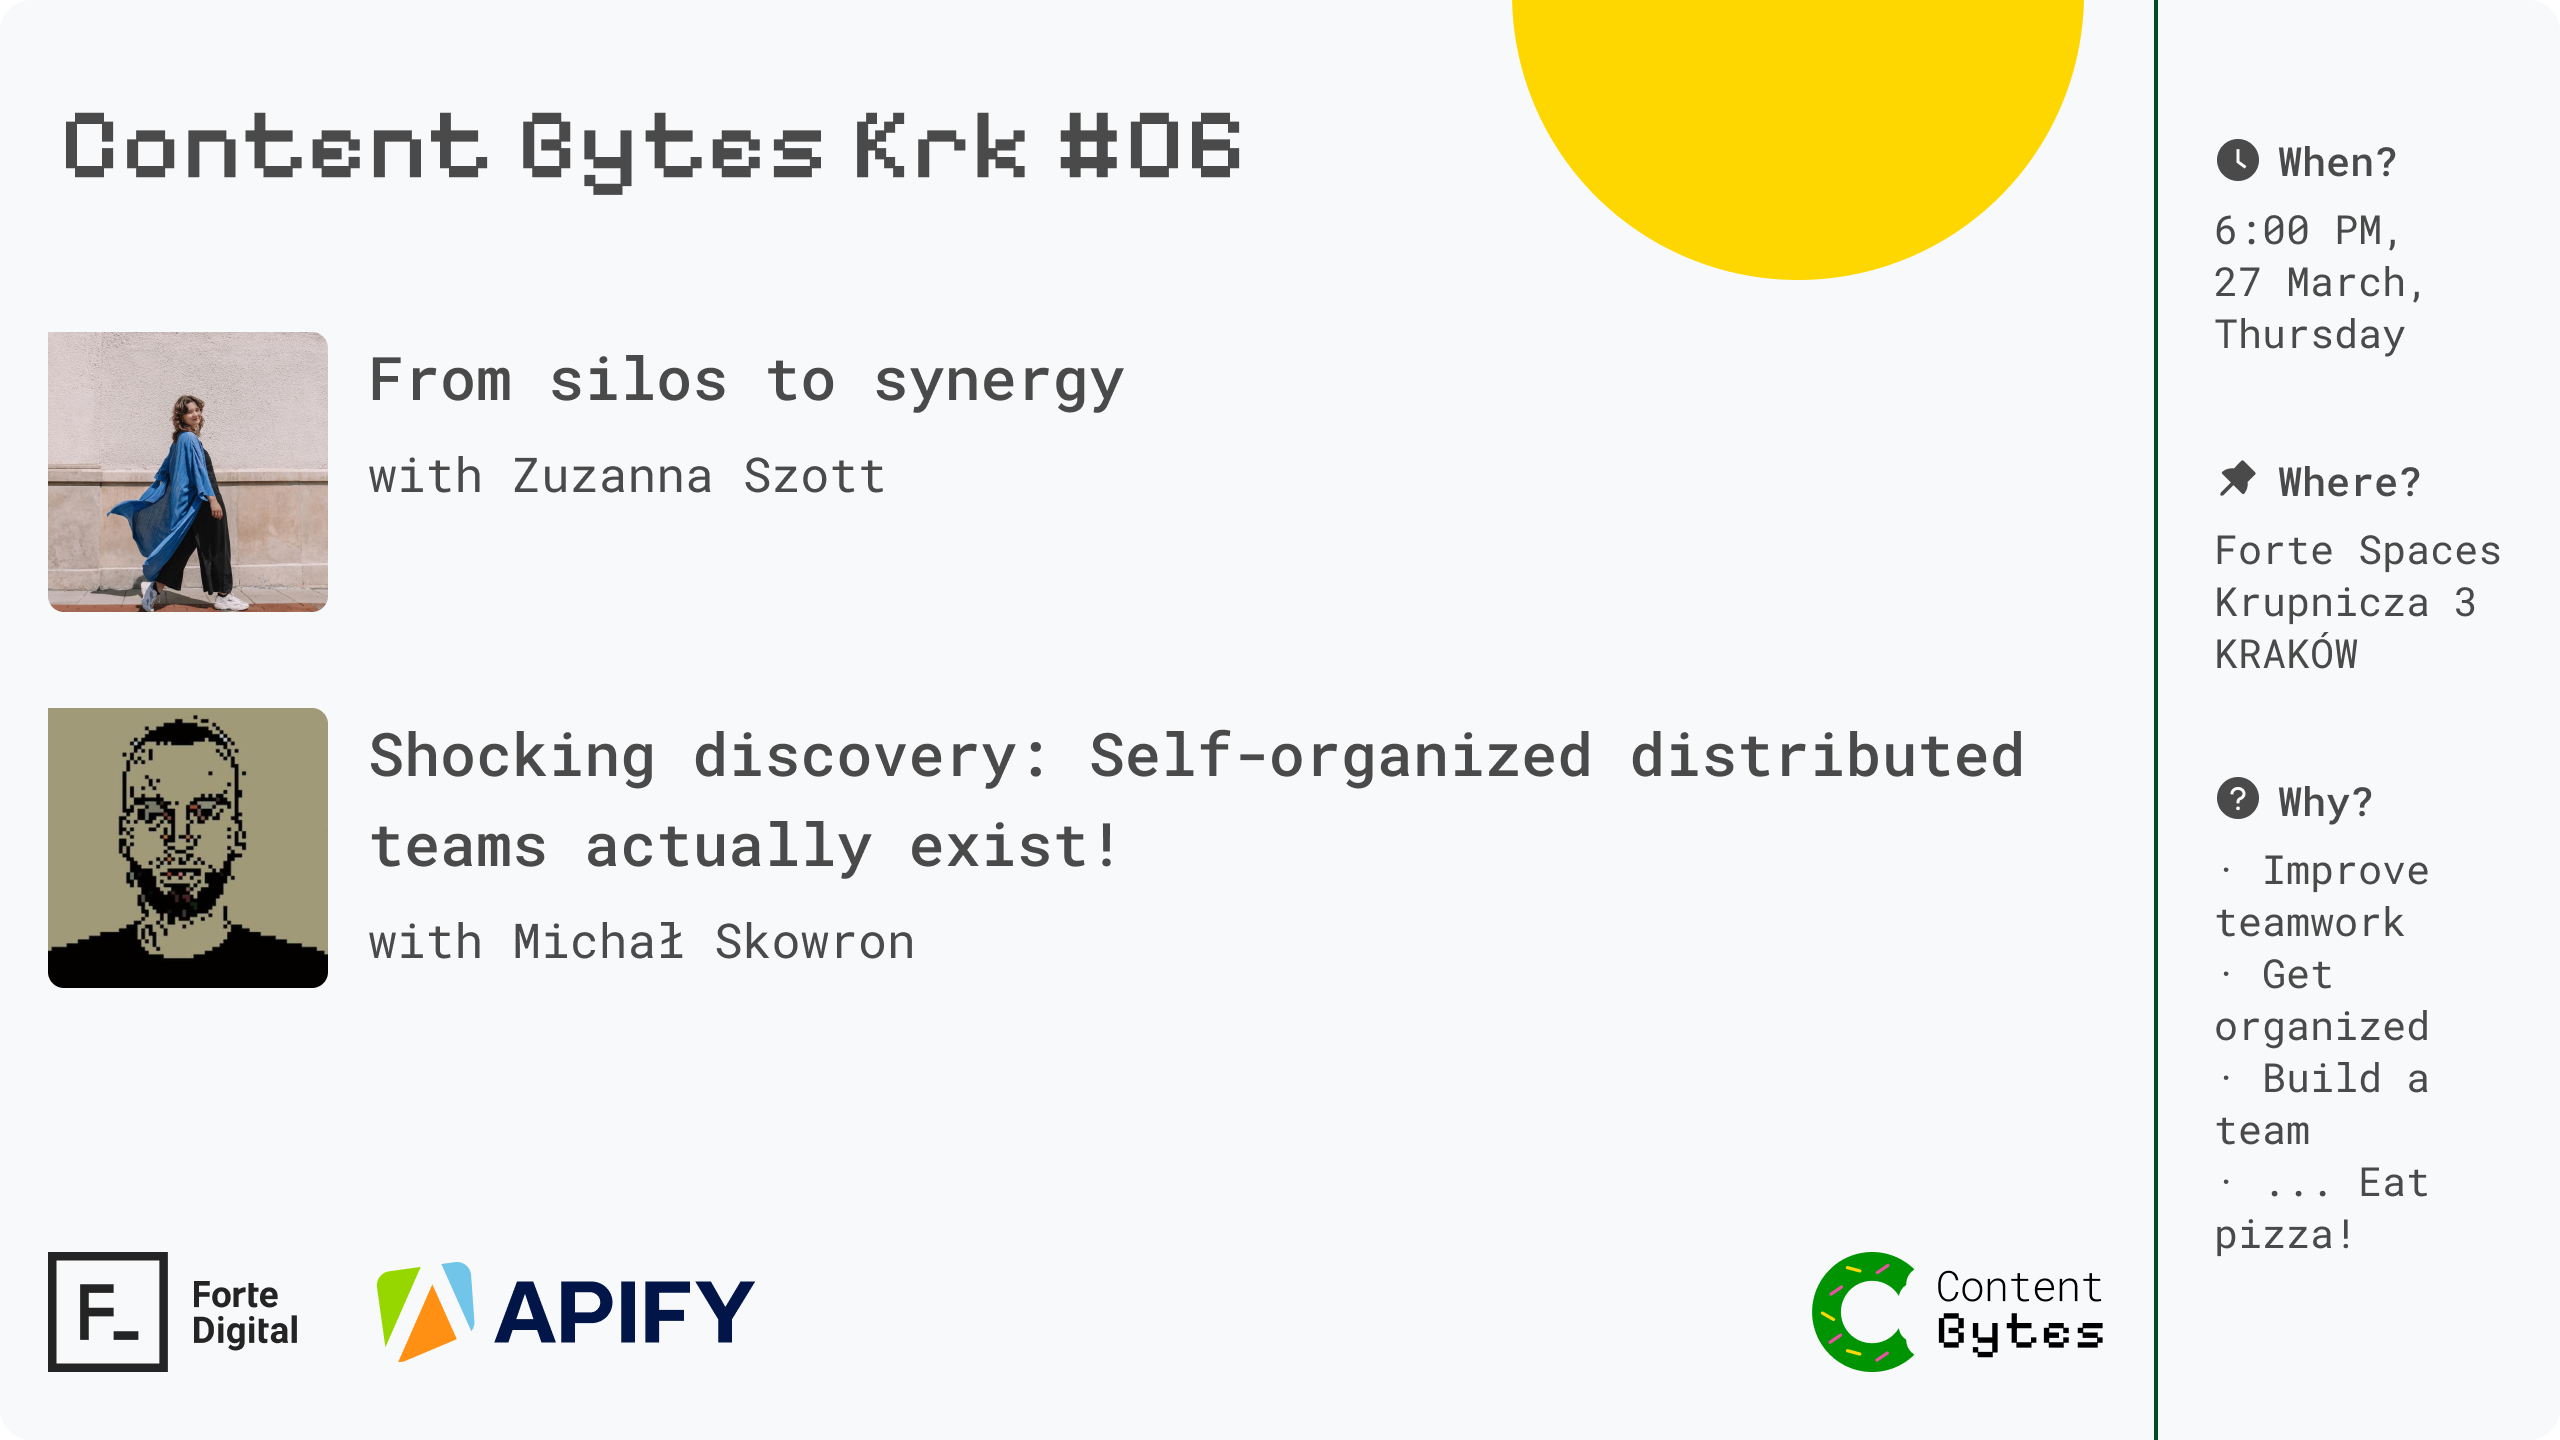 Content Bytes Krk #06
From silos to synergy
with Zuzanna Szott
Shocking discovery: Self-organized distributed
teams actually exist!
with Michał Skowron
F_
Forte
Digital
APIFY
Content
Bytes
When?
6:00 PM,
27 March,
Thursday
Where?
Forte Spaces
Krupnicza 3
KRAKÓW
? Why?
· Improve
teamwork
· Get
organized
· Build a
team
· ... Eat
pizza!